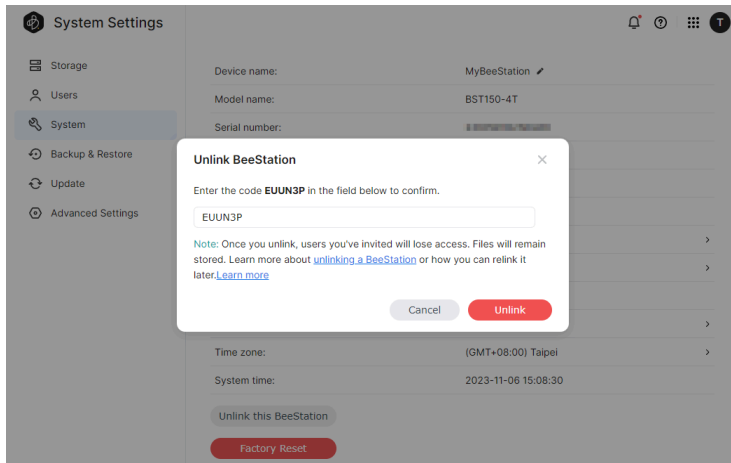 System Settings
T
Storage
Users
System
Backup & Restore
Update
Advanced Settings
Device name: MyBeeStation
Model name: BST150-4T
Serial number:
Unlink BeeStation
Enter the code EUUN3P in the field below to confirm.
EUUN3P
Note: Once you unlink, users you've invited will lose access. Files will remain
stored. Learn more about unlinking a BeeStation or how you can relink it
later.Learn more
Cancel Unlink
Time zone: (GMT+08:00) Taipei
System time: 2023-11-06 15:08:30
Unlink this BeeStation
Factory Reset